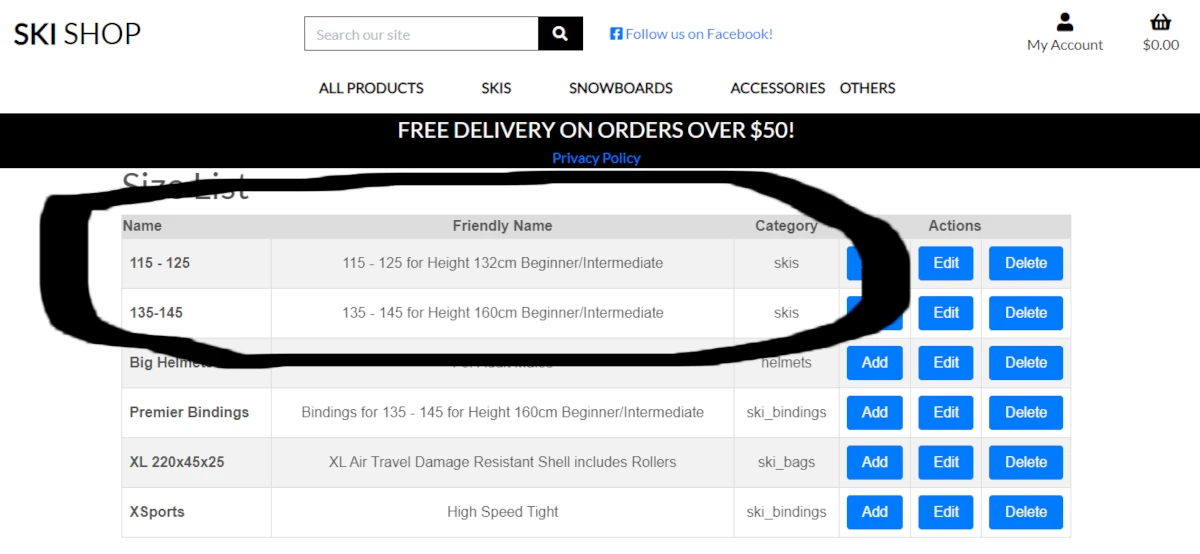 SKI SHOP
Search our site
Follow us on Facebook!
My Account
$0.00
ALL PRODUCTS SKIS SNOWBOARDS ACCESSORIES OTHERS
FREE DELIVERY ON ORDERS OVER $50!
Privacy Policy
Size List
Name Friendly Name Category Actions
115 - 125 115 - 125 for Height 132cm Beginner/Intermediate skis Edit Delete
135-145 135 - 145 for Height 160cm Beginner/Intermediate skis Edit Delete
Big Helmets For Adult Males helmets Add Edit Delete
Premier Bindings Bindings for 135 - 145 for Height 160cm Beginner/Intermediate ski_bindings Add Edit Delete
XL 220x45x25 XL Air Travel Damage Resistant Shell includes Rollers ski_bags Add Edit Delete
XSports High Speed Tight ski_bindings Add Edit Delete